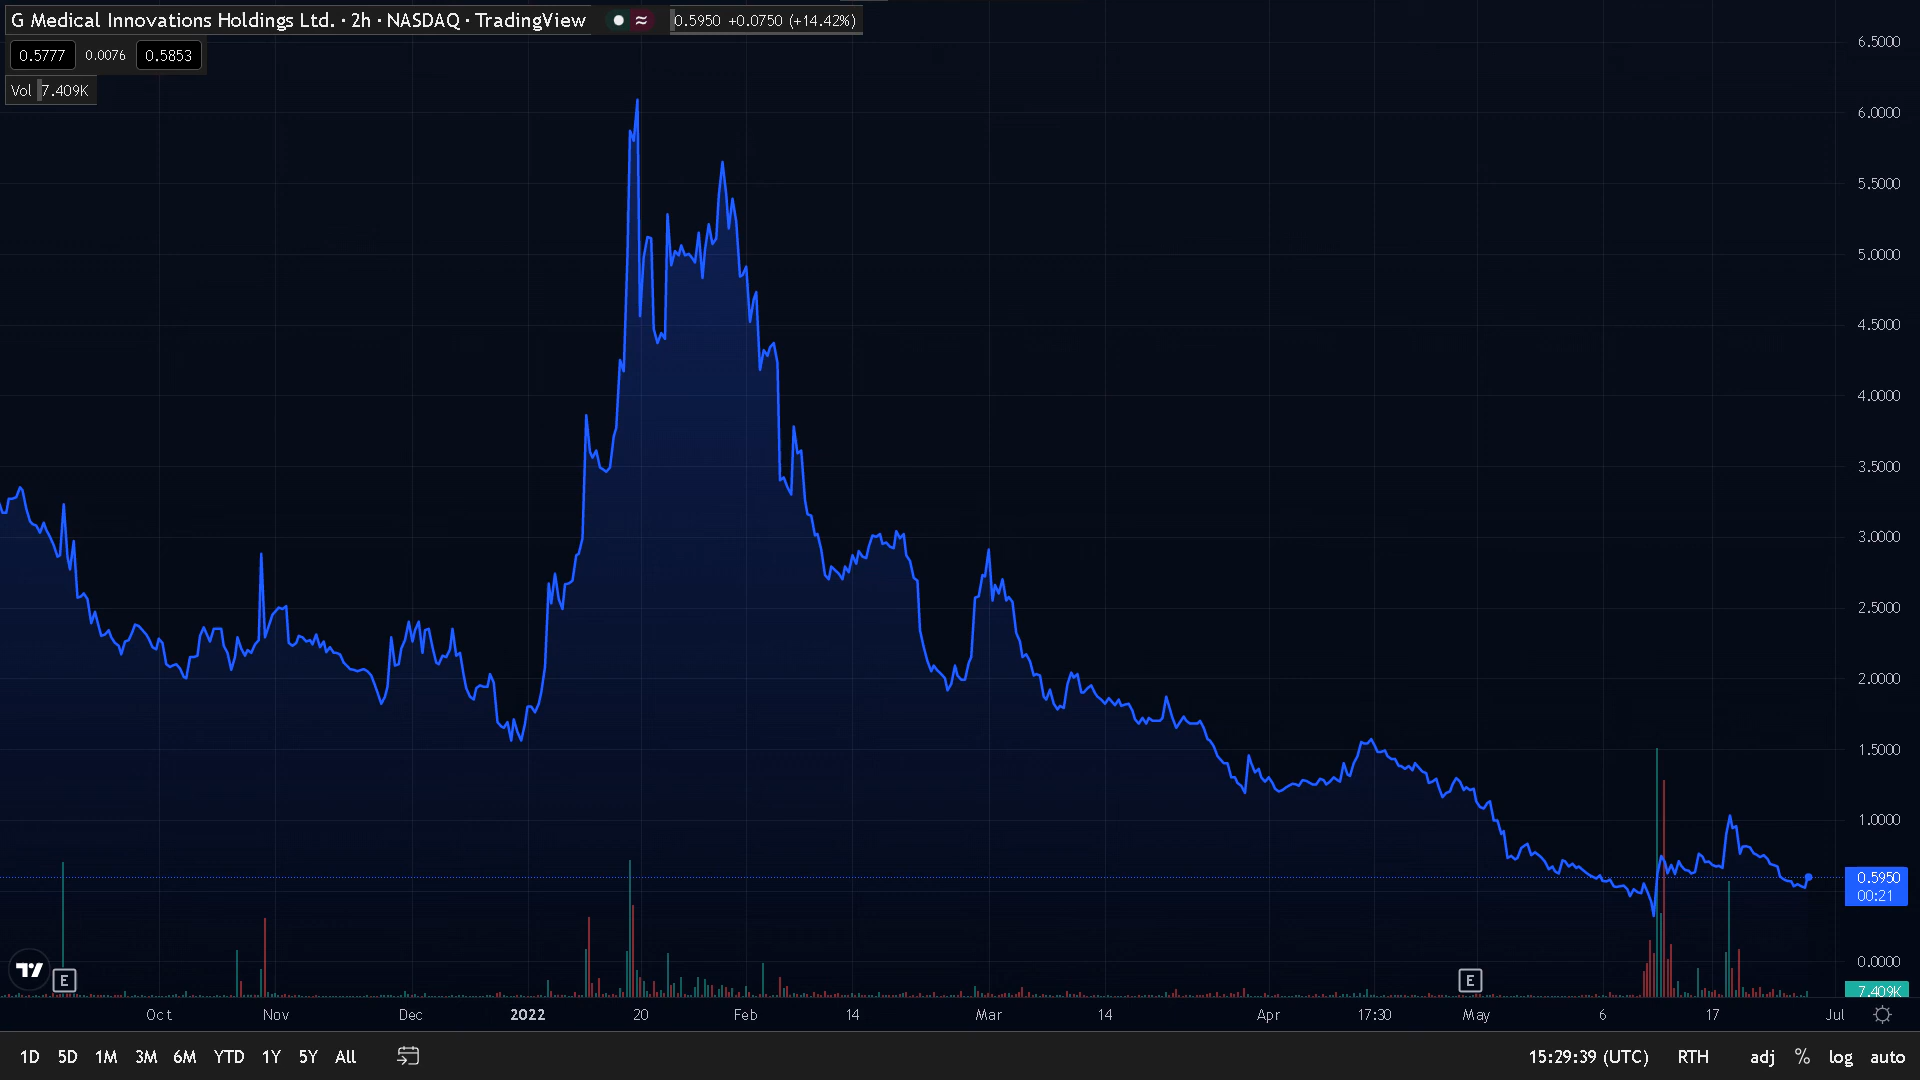 G Medical Innovations Holdings Ltd. · 2h · NASDAQ · TradingView
0.5950 +0.0750 (+14.42%)
0.5777 0.0076 0.5853
Vol 7.409K
6.5000
6.0000
5.5000
5.0000
4.5000
4.0000
3.5000
3.0000
2.5000
2.0000
1.5000
1.0000
0.5950
00:21
0.0000
7.409K
E E
Oct Nov Dec 2022 20 Feb 14 Mar 14 Apr 17:30 May 6 17 Jul
1D 5D 1M 3M 6M YTD 1Y 5Y All
15:29:39 (UTC) RTH adj % log auto